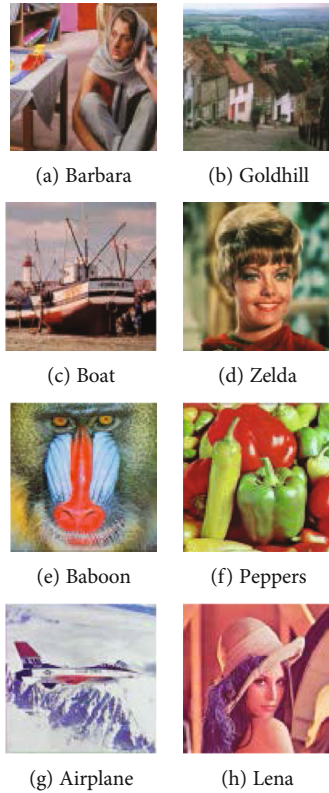 (a) Barbara
(b) Goldhill
(c) Boat
(d) Zelda
(e) Baboon
(f) Peppers
(g) Airplane
(h) Lena